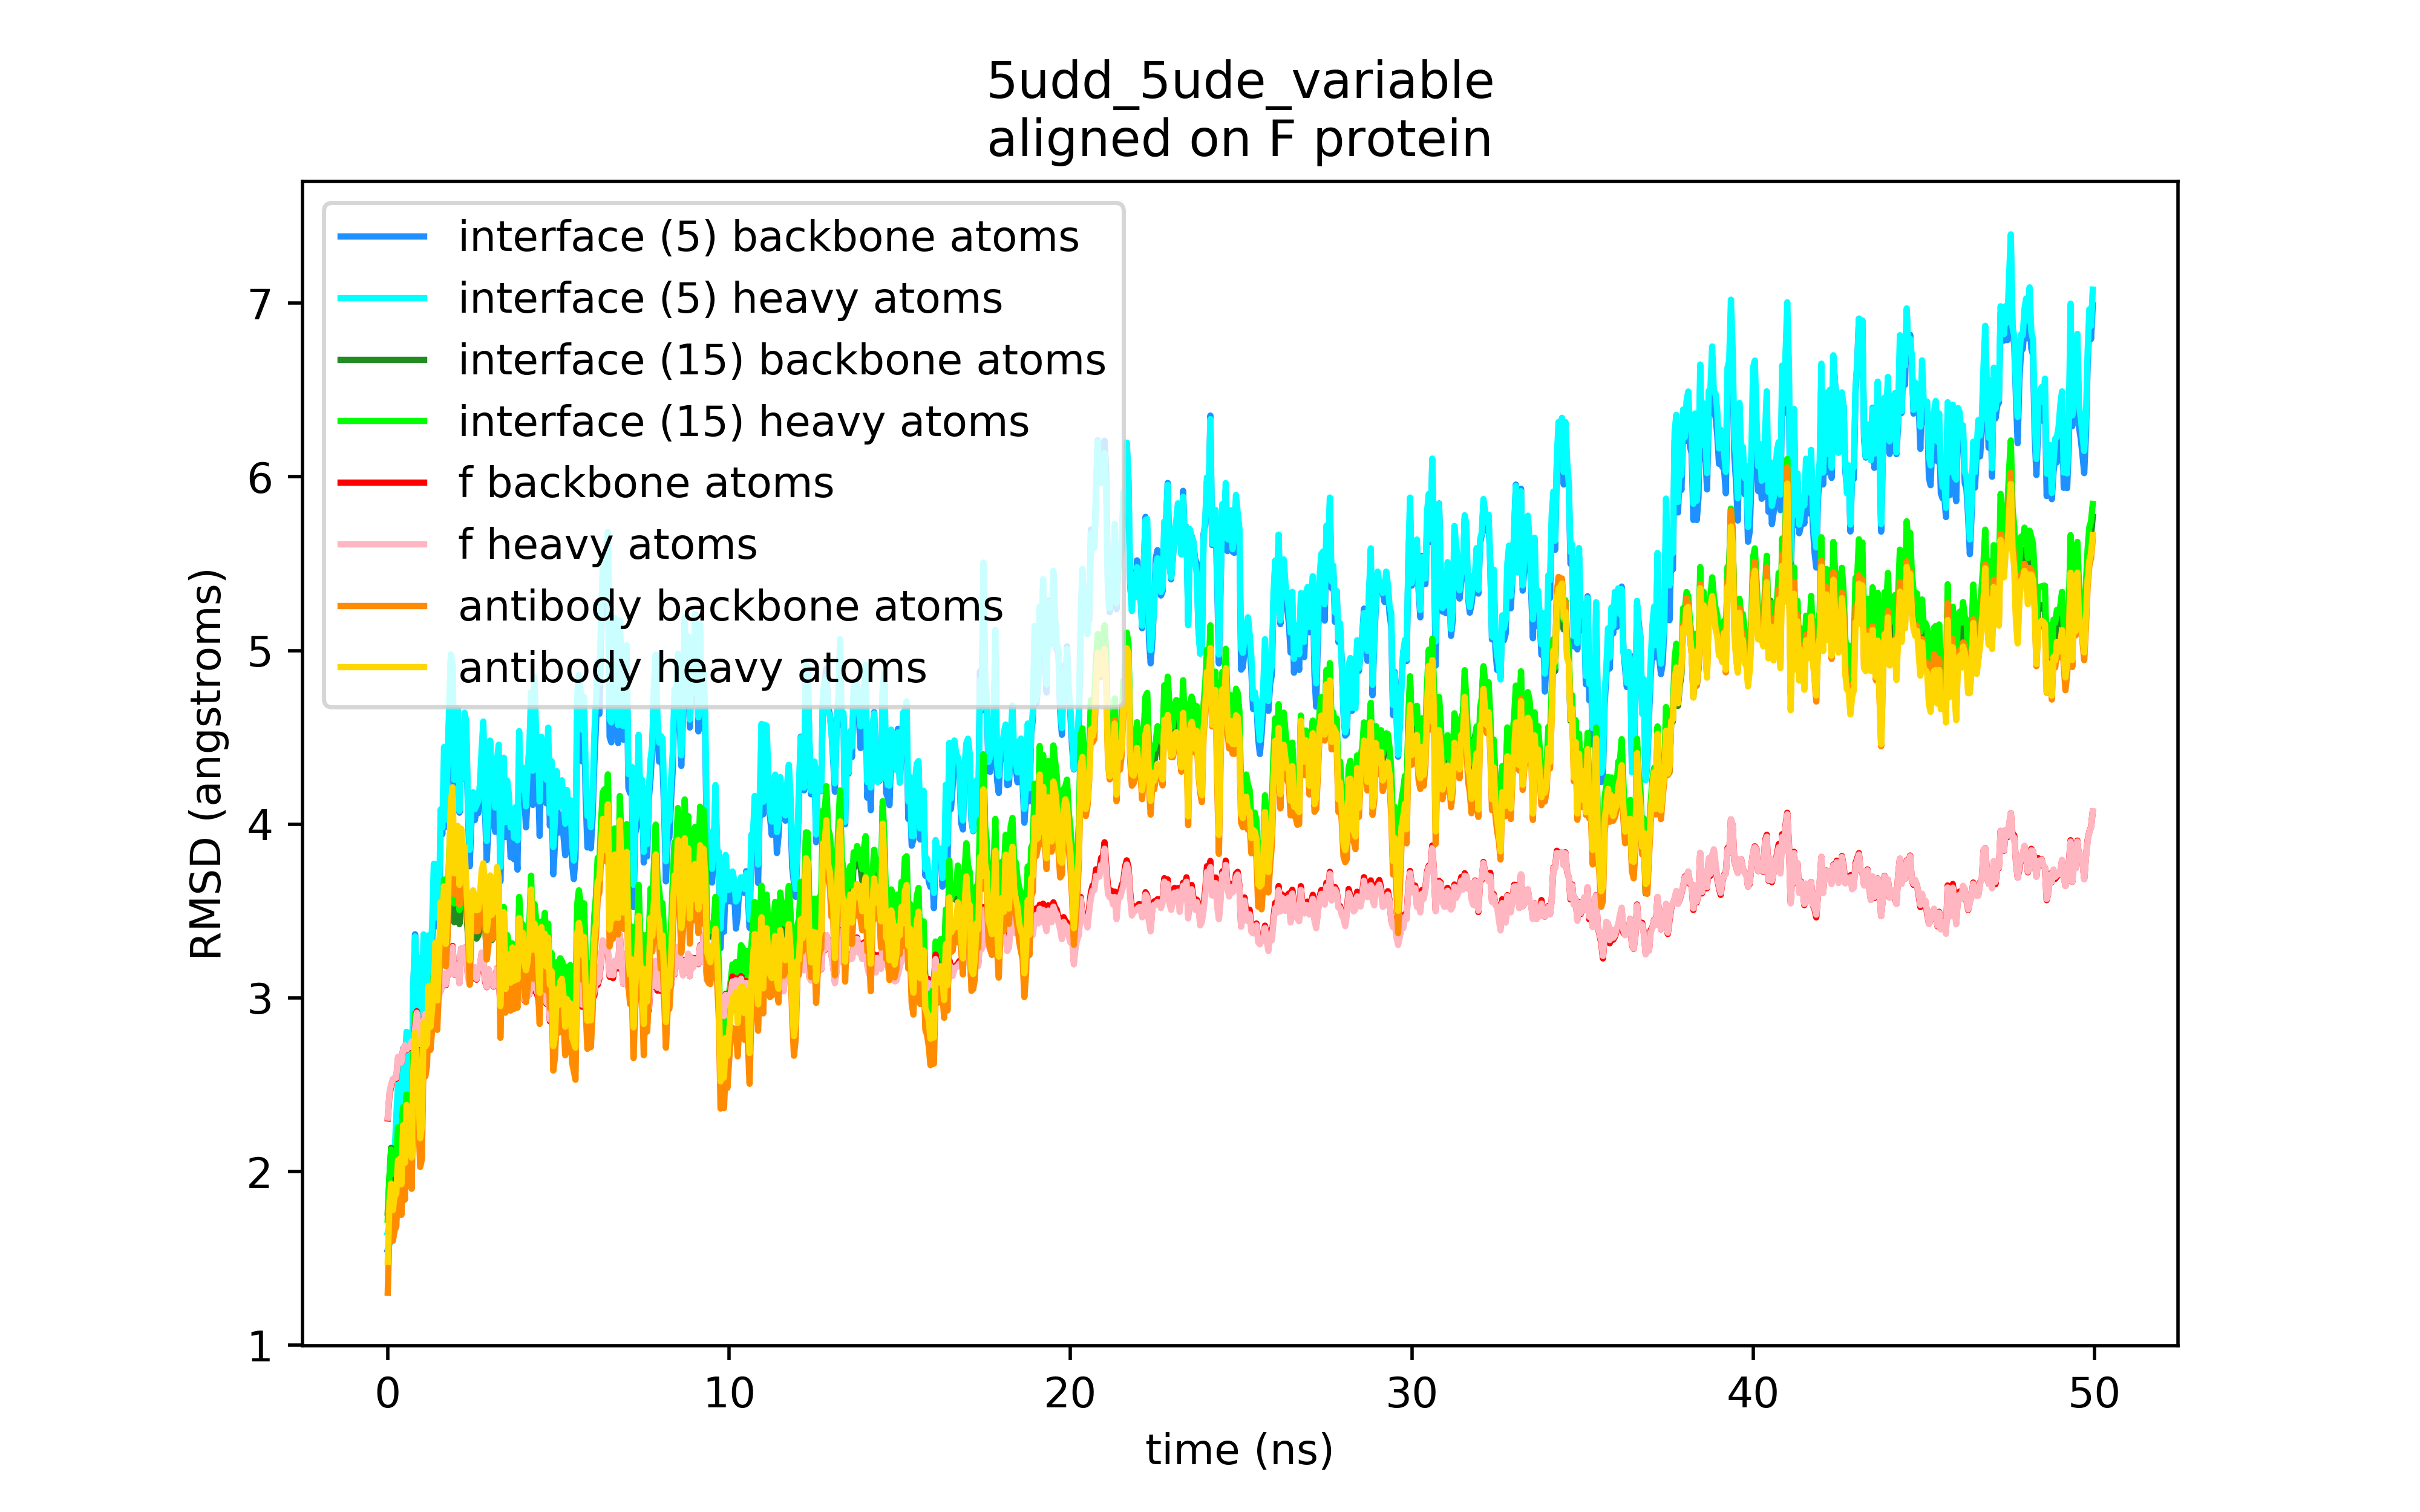 5udd_5ude_variable
aligned on F protein
interface (5) backbone atoms
interface (5) heavy atoms
interface (15) backbone atoms
interface (15) heavy atoms
f backbone atoms
f heavy atoms
antibody backbone atoms
antibody heavy atoms
RMSD (angstroms)
7
6
5
4
3
2
1
0 10 20 30 40 50
time (ns)